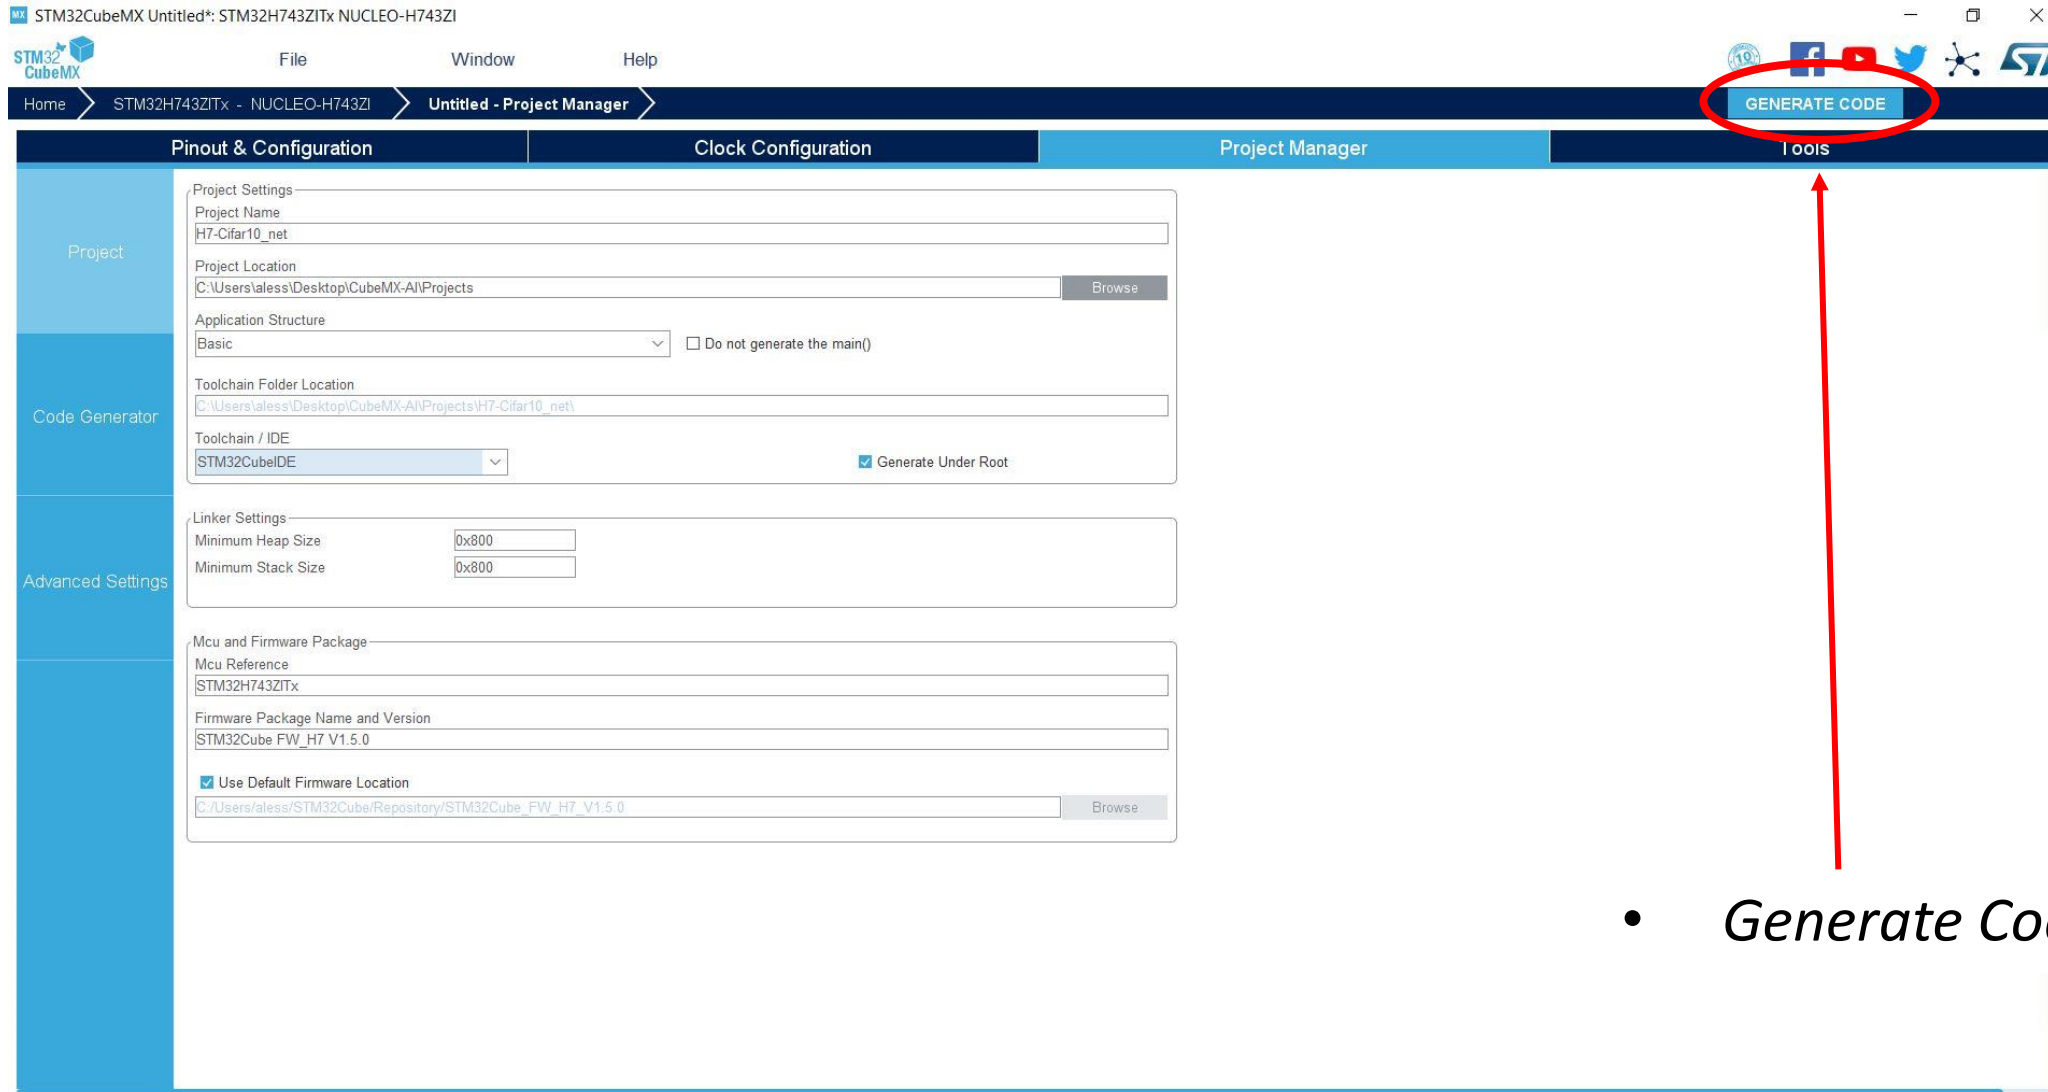 MX STM32CubeMX Untitled*: STM32H743ZITx NUCLEO-H743ZI
STM32 CubeMX
File Window Help
10
Home STM32H743ZITx - NUCLEO-H743ZI Untitled - Project Manager GENERATE CODE
Pinout & Configuration Clock Configuration Project Manager Tools
Project
Code Generator
Advanced Settings
Project Settings
Project Name
H7-Cifar10_net
Project Location
C:\Users\aless\Desktop\CubeMX-AI\Projects Browse
Application Structure
Basic Do not generate the main()
Toolchain Folder Location
C:\Users\aless\Desktop\CubeMX-AI\Projects\H7-Cifar10_net\
Toolchain / IDE
STM32CubeIDE Generate Under Root
Linker Settings
Minimum Heap Size 0x800
Minimum Stack Size 0x800
Mcu and Firmware Package
Mcu Reference
STM32H743ZITx
Firmware Package Name and Version
STM32Cube FW_H7 V1.5.0
Use Default Firmware Location
C:/Users/aless/STM32Cube/Repository/STM32Cube_FW_H7_V1.5.0 Browse
• Generate Co